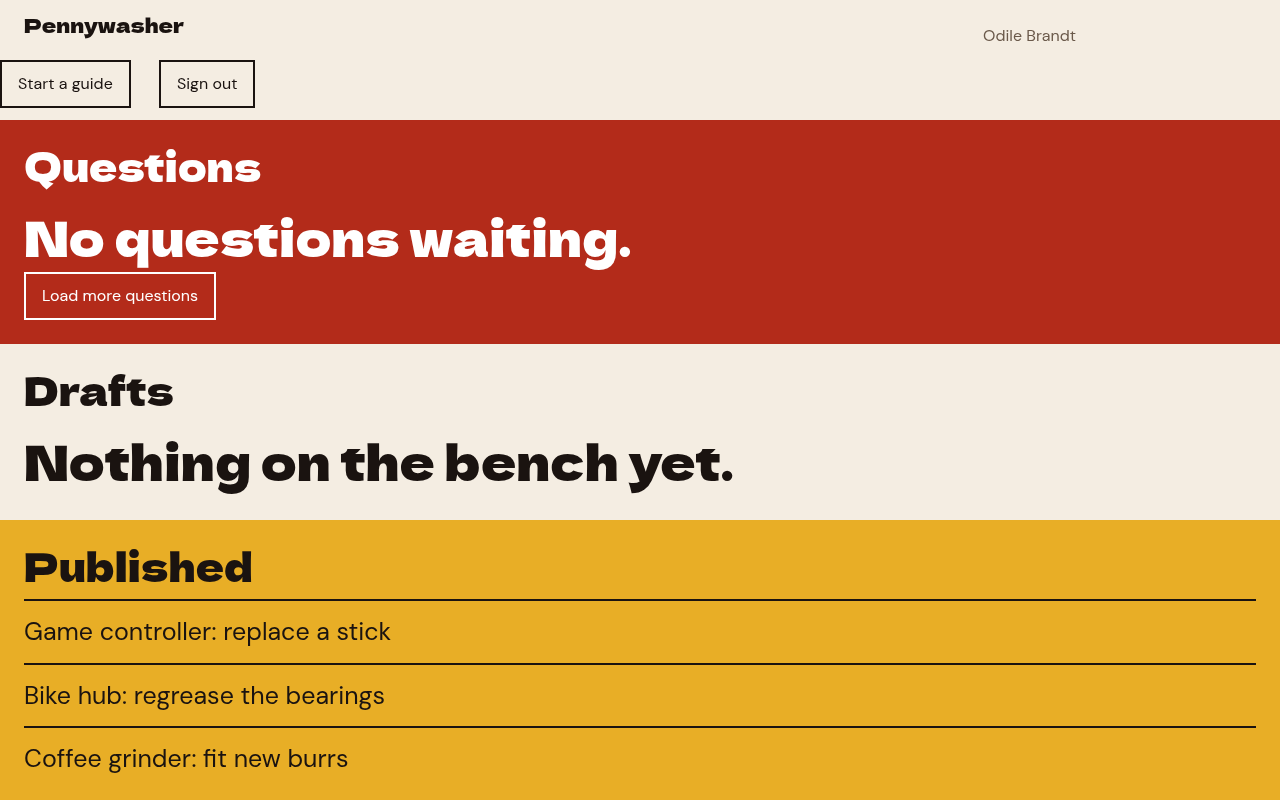 Pennywasher
Odile Brandt
Start a guide
Sign out
Questions
No questions waiting.
Load more questions
Drafts
Nothing on the bench yet.
Published
Game controller: replace a stick
Bike hub: regrease the bearings
Coffee grinder: fit new burrs